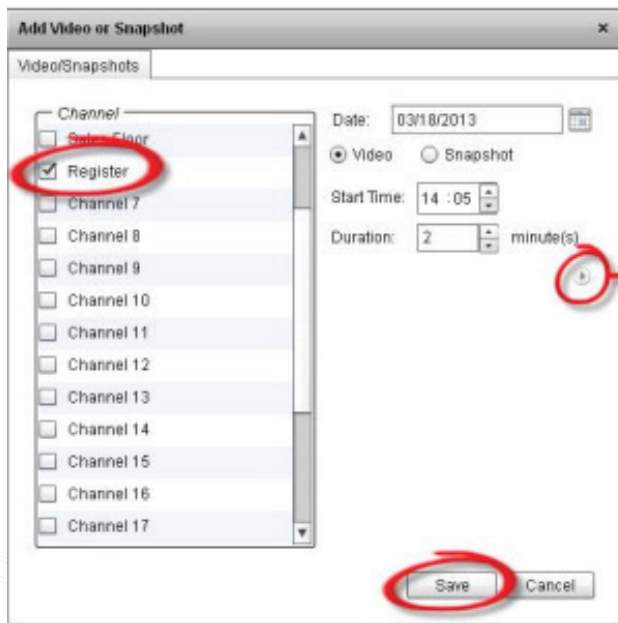 Add Video or Snapshot
Video/Snapshots
Channel
Sales Floor
Register
Channel 7
Channel 8
Channel 9
Channel 10
Channel 11
Channel 12
Channel 13
Channel 14
Channel 15
Channel 16
Channel 17
Date: 03/18/2013
Video Snapshot
Start Time: 14 : 05
Duration: 2 minute(s)
Save Cancel